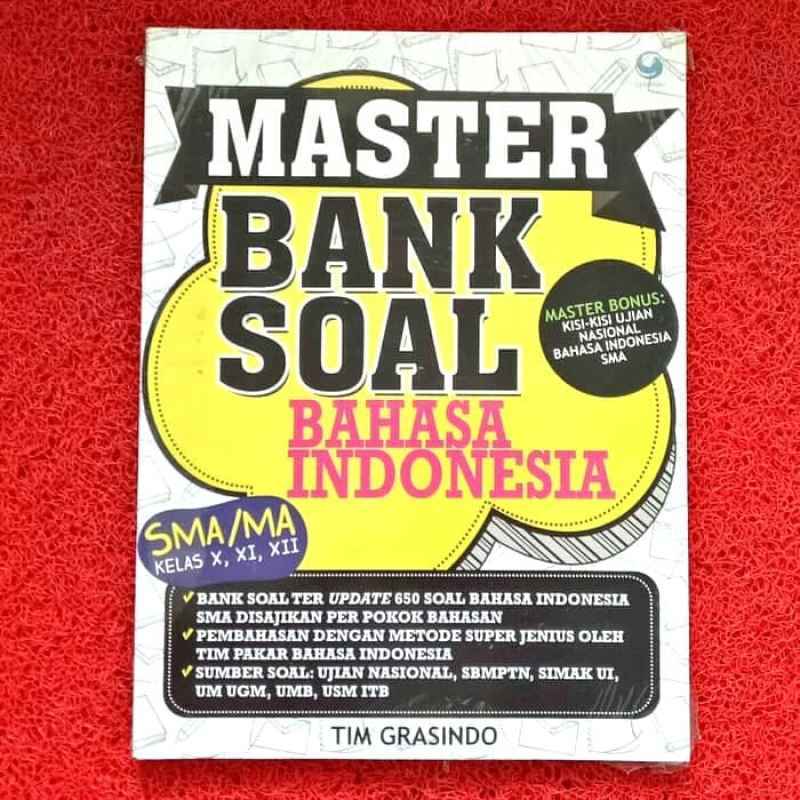 MASTER
BANK
SOAL
BAHASA
INDONESIA
MASTER BONUS:
KISI-KISI UJIAN
NASIONAL
BAHASA INDONESIA
SMA
SMA/MA
KELAS X, XI, XII
BANK SOAL TER UPDATE 650 SOAL BAHASA INDONESIA
SMA DISAJIKAN PER POKOK BAHASAN
PEMBAHASAN DENGAN METODE SUPER JENIUS OLEH
TIM PAKAR BAHASA INDONESIA
SUMBER SOAL: UJIAN NASIONAL, SBMPTN, SIMAK UI,
UM UGM, UMB, USM ITB
TIM GRASINDO